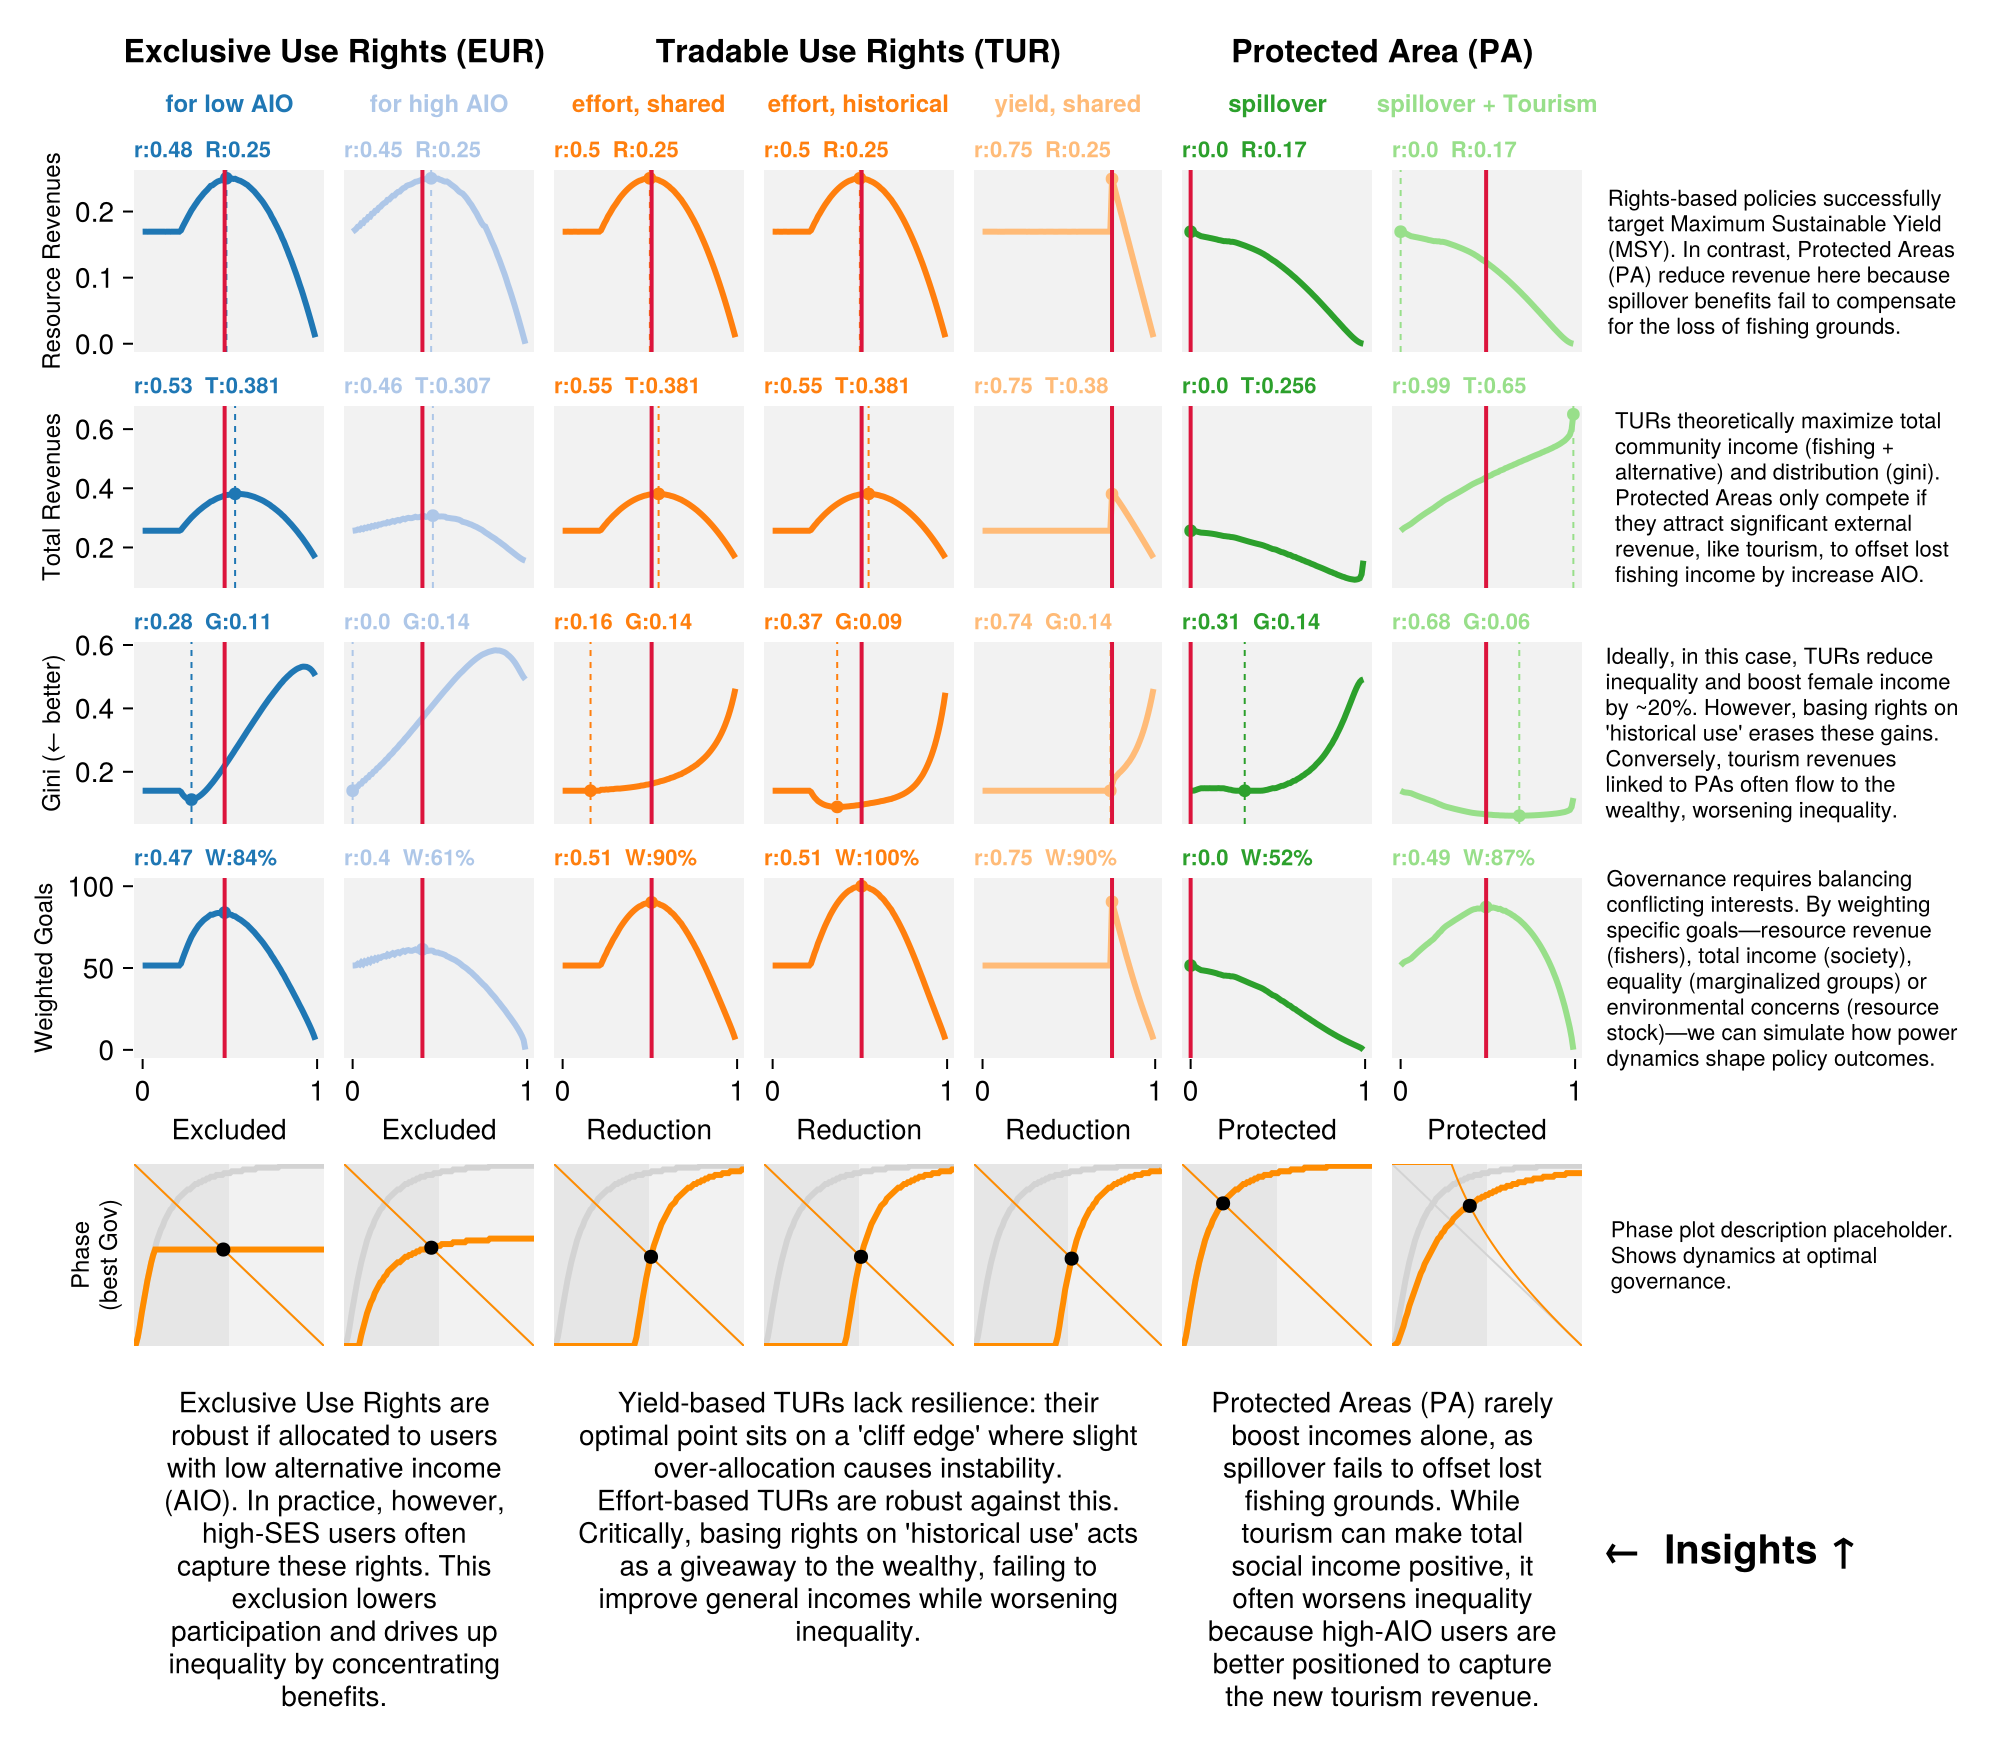 Exclusive Use Rights (EUR) Tradable Use Rights (TUR) Protected Area (PA)
for low AIO for high AIO effort, shared effort, historical yield, shared spillover spillover + Tourism
r:0.48 R:0.25 r:0.45 R:0.25 r:0.5 R:0.25 r:0.5 R:0.25 r:0.75 R:0.25 r:0.0 R:0.17 r:0.0 R:0.17
Resource Revenues
0.2
0.1
0.0
Rights-based policies successfully
target Maximum Sustainable Yield
(MSY). In contrast, Protected Areas
(PA) reduce revenue here because
spillover benefits fail to compensate
for the loss of fishing grounds.
r:0.53 T:0.381 r:0.46 T:0.307 r:0.55 T:0.381 r:0.55 T:0.381 r:0.75 T:0.38 r:0.0 T:0.256 r:0.99 T:0.65
Total Revenues
0.6
0.4
0.2
TURs theoretically maximize total
community income (fishing +
alternative) and distribution (gini).
Protected Areas only compete if
they attract significant external
revenue, like tourism, to offset lost
fishing income by increase AIO.
r:0.28 G:0.11 r:0.0 G:0.14 r:0.16 G:0.14 r:0.37 G:0.09 r:0.74 G:0.14 r:0.31 G:0.14 r:0.68 G:0.06
Gini (← better)
0.6
0.4
0.2
Ideally, in this case, TURs reduce
inequality and boost female income
by ~20%. However, basing rights on
'historical use' erases these gains.
Conversely, tourism revenues
linked to PAs often flow to the
wealthy, worsening inequality.
r:0.47 W:84% r:0.4 W:61% r:0.51 W:90% r:0.51 W:100% r:0.75 W:90% r:0.0 W:52% r:0.49 W:87%
Weighted Goals
100
50
0
Governance requires balancing
conflicting interests. By weighting
specific goals—resource revenue
(fishers), total income (society),
equality (marginalized groups) or
environmental concerns (resource
stock)—we can simulate how power
dynamics shape policy outcomes.
0 1 0 1 0 1 0 1 0 1 0 1 0 1
Excluded Excluded Reduction Reduction Reduction Protected Protected
Phase
(best Gov)
Phase plot description placeholder.
Shows dynamics at optimal
governance.
Exclusive Use Rights are
robust if allocated to users
with low alternative income
(AIO). In practice, however,
high-SES users often
capture these rights. This
exclusion lowers
participation and drives up
inequality by concentrating
benefits.
Yield-based TURs lack resilience: their
optimal point sits on a 'cliff edge' where slight
over-allocation causes instability.
Effort-based TURs are robust against this.
Critically, basing rights on 'historical use' acts
as a giveaway to the wealthy, failing to
improve general incomes while worsening
inequality.
Protected Areas (PA) rarely
boost incomes alone, as
spillover fails to offset lost
fishing grounds. While
tourism can make total
social income positive, it
often worsens inequality
because high-AIO users are
better positioned to capture
the new tourism revenue.
← Insights ↑